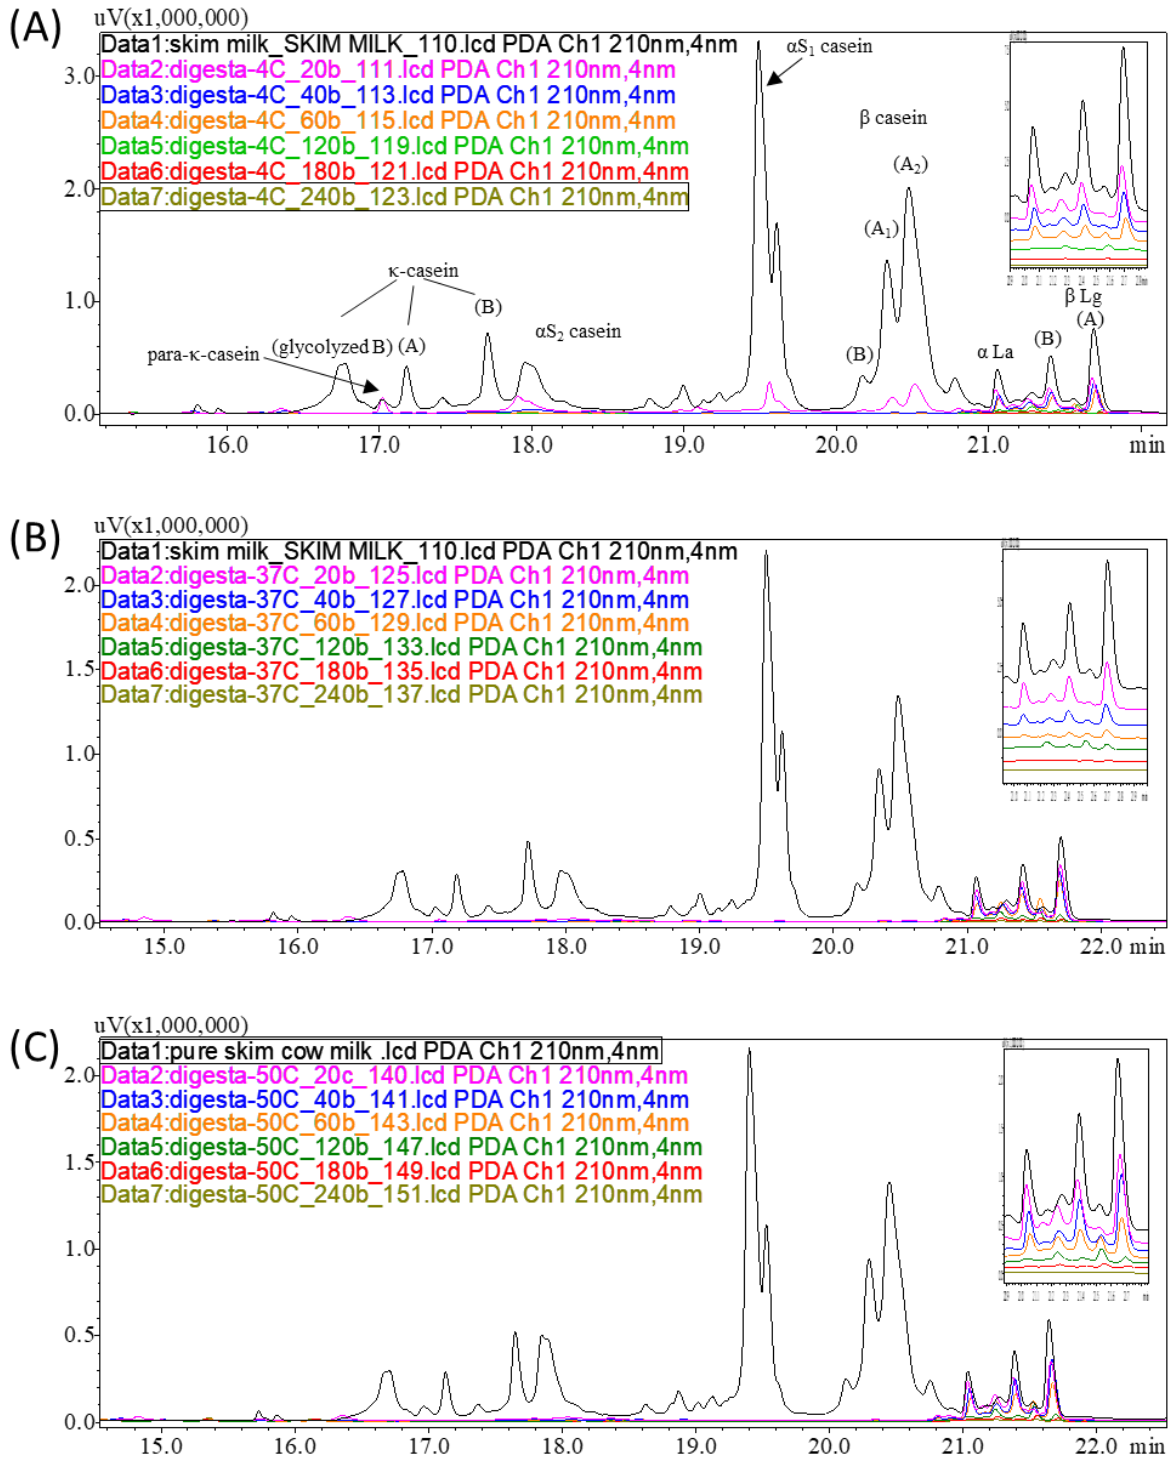 (A)
uV(x1,000,000)
Data1:skim milk_SKIM MILK_110.lcd PDA Ch1 210nm,4nm
Data2:digesta-4C_20b_111.lcd PDA Ch1 210nm,4nm
Data3:digesta-4C_40b_113.lcd PDA Ch1 210nm,4nm
Data4:digesta-4C_60b_115.lcd PDA Ch1 210nm,4nm
Data5:digesta-4C_120b_119.lcd PDA Ch1 210nm,4nm
Data6:digesta-4C_180b_121.lcd PDA Ch1 210nm,4nm
Data7:digesta-4C_240b_123.lcd PDA Ch1 210nm,4nm
αS1 casein
β casein
(A2)
(A1)
(B)
κ-casein
(B)
para-κ-casein (glycolyzed B) (A)
αS2 casein
α La
β Lg
(B)
(A)
3.0
2.0
1.0
0.0
16.0 17.0 18.0 19.0 20.0 21.0 min
(B)
uV(x1,000,000)
Data1:skim milk_SKIM MILK_110.lcd PDA Ch1 210nm,4nm
Data2:digesta-37C_20b_125.lcd PDA Ch1 210nm,4nm
Data3:digesta-37C_40b_127.lcd PDA Ch1 210nm,4nm
Data4:digesta-37C_60b_129.lcd PDA Ch1 210nm,4nm
Data5:digesta-37C_120b_133.lcd PDA Ch1 210nm,4nm
Data6:digesta-37C_180b_135.lcd PDA Ch1 210nm,4nm
Data7:digesta-37C_240b_137.lcd PDA Ch1 210nm,4nm
2.0
1.5
1.0
0.5
0.0
15.0 16.0 17.0 18.0 19.0 20.0 21.0 22.0 min
(C)
uV(x1,000,000)
Data1:pure skim cow milk .lcd PDA Ch1 210nm,4nm
Data2:digesta-50C_20c_140.lcd PDA Ch1 210nm,4nm
Data3:digesta-50C_40b_141.lcd PDA Ch1 210nm,4nm
Data4:digesta-50C_60b_143.lcd PDA Ch1 210nm,4nm
Data5:digesta-50C_120b_147.lcd PDA Ch1 210nm,4nm
Data6:digesta-50C_180b_149.lcd PDA Ch1 210nm,4nm
Data7:digesta-50C_240b_151.lcd PDA Ch1 210nm,4nm
2.0
1.5
1.0
0.5
0.0
15.0 16.0 17.0 18.0 19.0 20.0 21.0 22.0 min